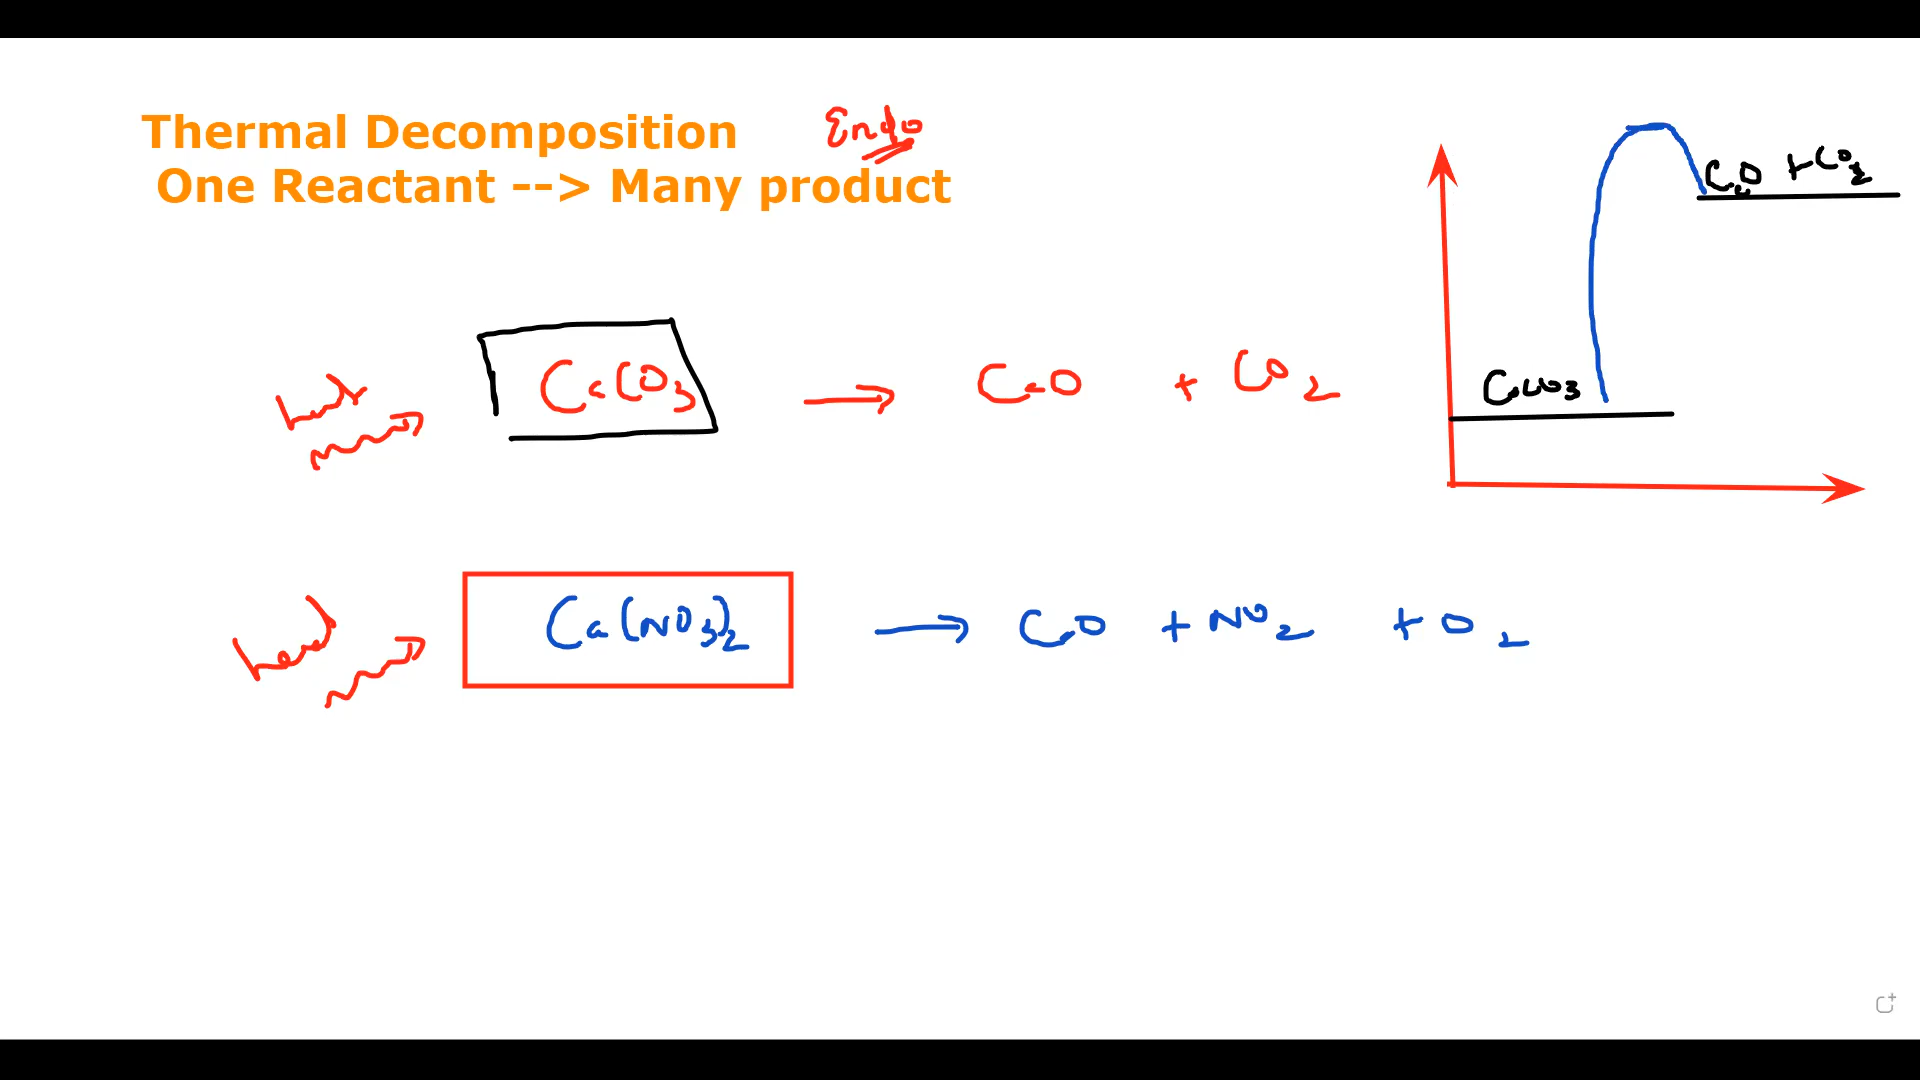 Thermal Decomposition Endo
One Reactant --> Many product
CaO + CO2
heat CaCO3 → CaO + CO2
CaCO3
heat Ca(NO3)2 → CaO + NO2 + O2